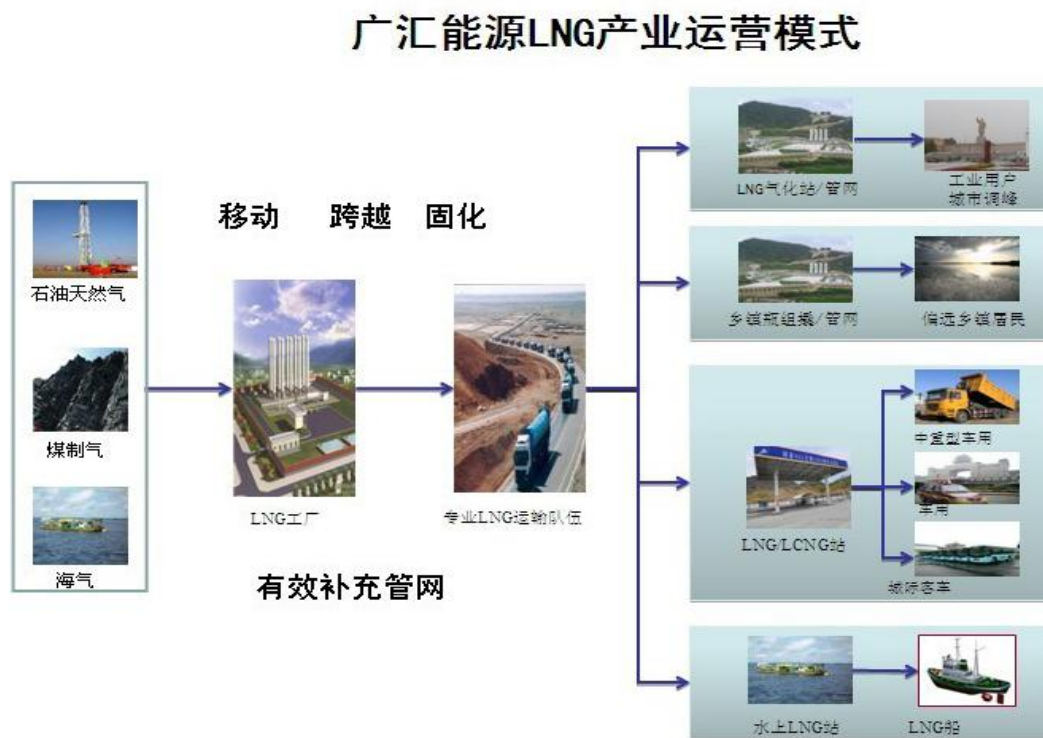 广汇能源LNG产业运营模式
移动 跨越 固化
石油天然气
煤制气
海气
LNG工厂
专业LNG运输队伍
有效补充管网
LNG气化站/管网
工业用户
城市调峰
乡镇瓶组撬/管网
偏远乡镇居民
LNG/LCNG站
中重型车用
车用
城际客车
水上LNG站
LNG船